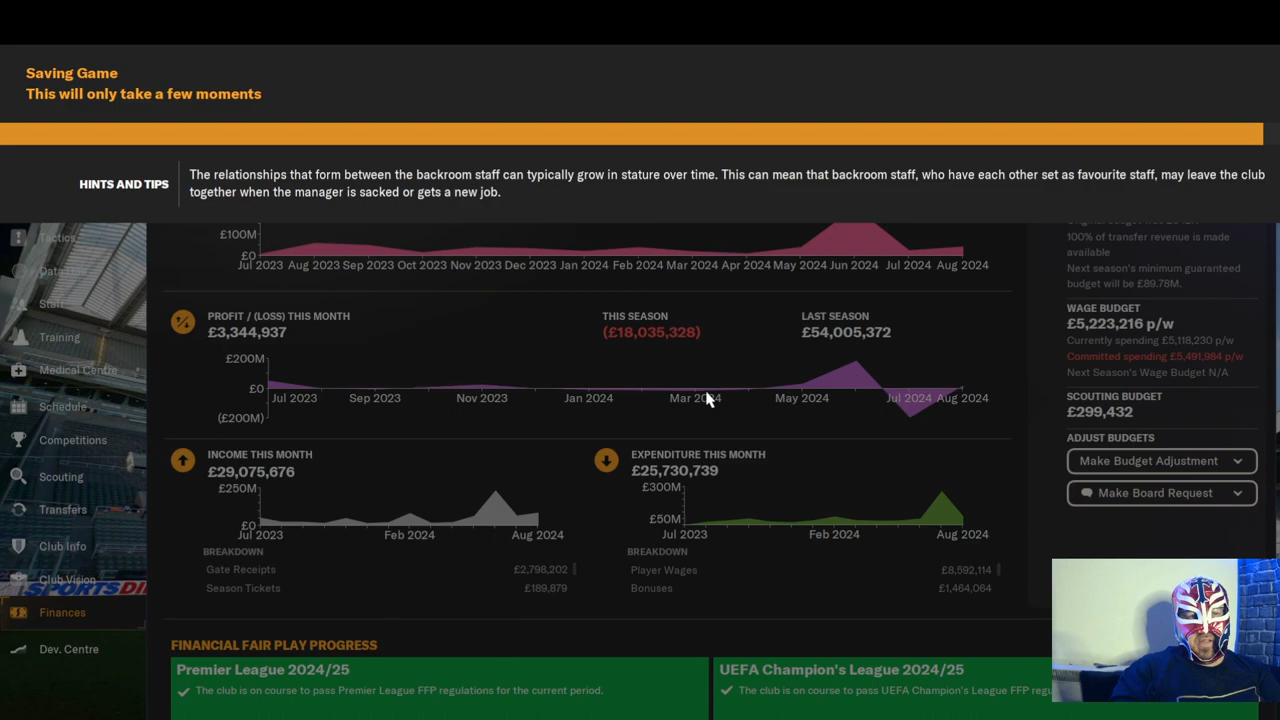 Saving Game
This will only take a few moments
HINTS AND TIPS
The relationships that form between the backroom staff can typically grow in stature over time. This can mean that backroom staff, who have each other set as favourite staff, may leave the club
together when the manager is sacked or gets a new job.
Tactics
Staff
Training
Medical Centre
Schedule
Competitions
Scouting
Transfers
Club Info
Club Vision
Finances
Dev. Centre
£100M
£0
Jul 2023 Aug 2023 Sep 2023 Oct 2023 Nov 2023 Dec 2023 Jan 2024 Feb 2024 Mar 2024 Apr 2024 May 2024 Jun 2024 Jul 2024 Aug 2024
PROFIT / (LOSS) THIS MONTH
£3,344,937
THIS SEASON
(£18,035,328)
LAST SEASON
£54,005,372
£200M
£0
(£200M)
Jul 2023 Sep 2023 Nov 2023 Jan 2024 Mar 2024 May 2024 Jul 2024 Aug 2024
INCOME THIS MONTH
£29,075,676
£250M
£0
Jul 2023 Feb 2024 Aug 2024
BREAKDOWN
Gate Receipts £2,798,202
Season Tickets £189,879
EXPENDITURE THIS MONTH
£25,730,739
£300M
£50M
Jul 2023 Feb 2024 Aug 2024
BREAKDOWN
Player Wages £8,592,114
Bonuses £1,464,064
FINANCIAL FAIR PLAY PROGRESS
Premier League 2024/25
The club is on course to pass Premier League FFP regulations for the current period.
UEFA Champion's League 2024/25
The club is on course to pass UEFA Champion's League FFP
100% of transfer revenue is made
available
Next season's minimum guaranteed
budget will be £89.78M.
WAGE BUDGET
£5,223,216 p/w
Currently spending £5,118,230 p/w
Committed spending £5,491,984 p/w
Next Season's Wage Budget N/A
SCOUTING BUDGET
£299,432
ADJUST BUDGETS
Make Budget Adjustment
Make Board Request